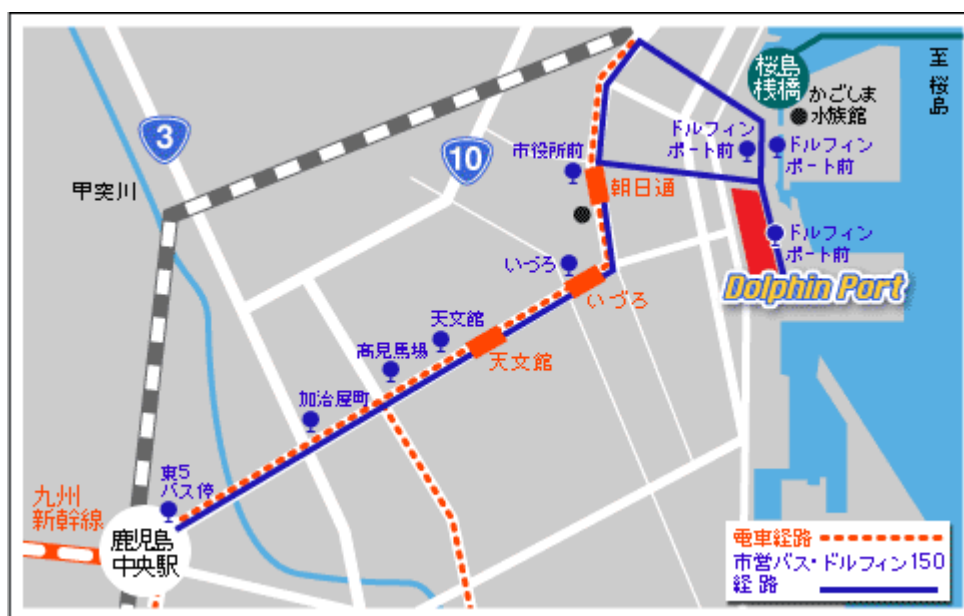 至桜島
桜島
桟橋
かごしま
水族館
3
10
市役所前
ドルフィン
ポート前
ドルフィン
ポート前
甲突川
朝日通
ドルフィン
ポート前
いづろ
Dolphin Port
いづろ
天文館
天文館
高見馬場
加治屋町
東5
バス停
九州
新幹線
鹿児島
中央駅
電車経路
市営バス・ドルフィン150
経路